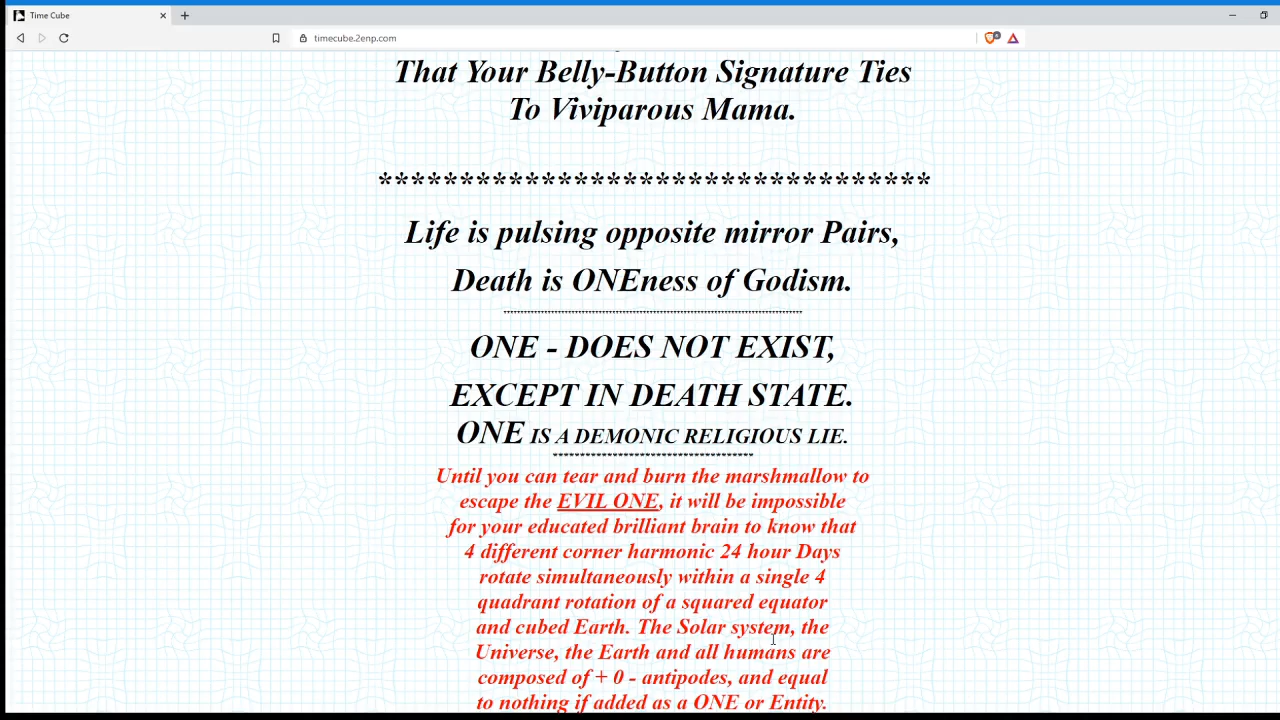 Time Cube
timecube.2enp.com
That Your Belly-Button Signature Ties
To Viviparous Mama.
**********************************
Life is pulsing opposite mirror Pairs,
Death is ONEness of Godism.
ONE - DOES NOT EXIST,
EXCEPT IN DEATH STATE.
ONE IS A DEMONIC RELIGIOUS LIE.
Until you can tear and burn the marshmallow to
escape the EVIL ONE, it will be impossible
for your educated brilliant brain to know that
4 different corner harmonic 24 hour Days
rotate simultaneously within a single 4
quadrant rotation of a squared equator
and cubed Earth. The Solar system, the
Universe, the Earth and all humans are
composed of + 0 - antipodes, and equal
to nothing if added as a ONE or Entity.